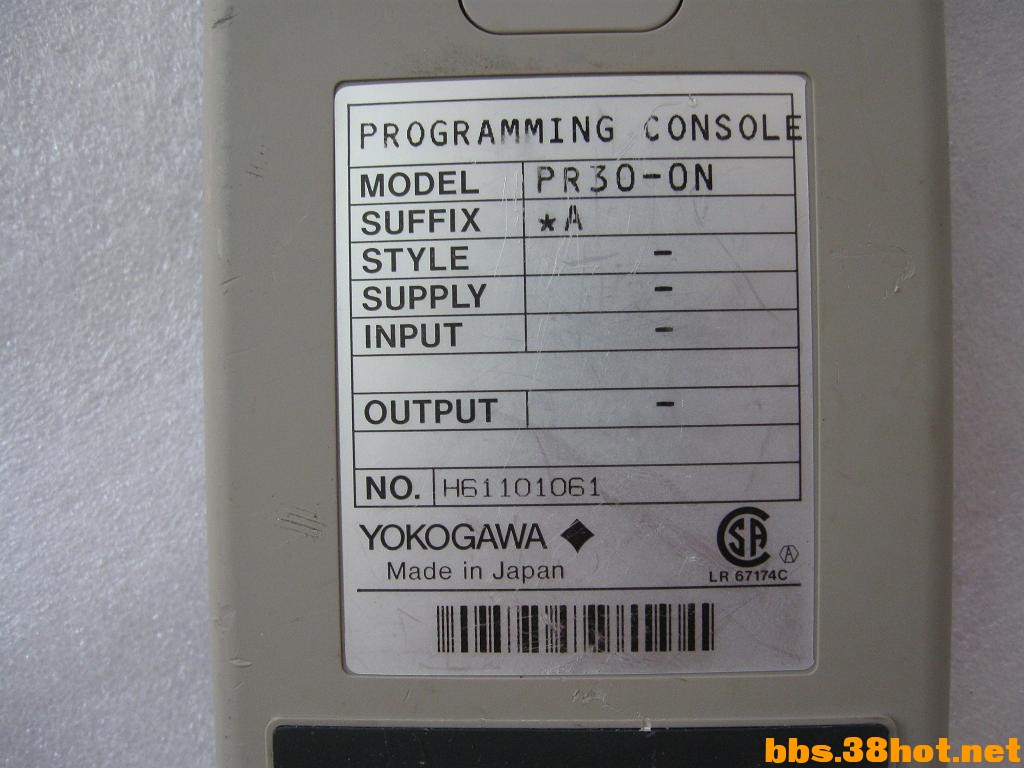 PROGRAMMING CONSOLE
MODEL PR30-0N
SUFFIX *A
STYLE -
SUPPLY -
INPUT -
OUTPUT -
NO. H61101061
YOKOGAWA
Made in Japan
CSA
A
LR 67174C
bbs.38hot.net